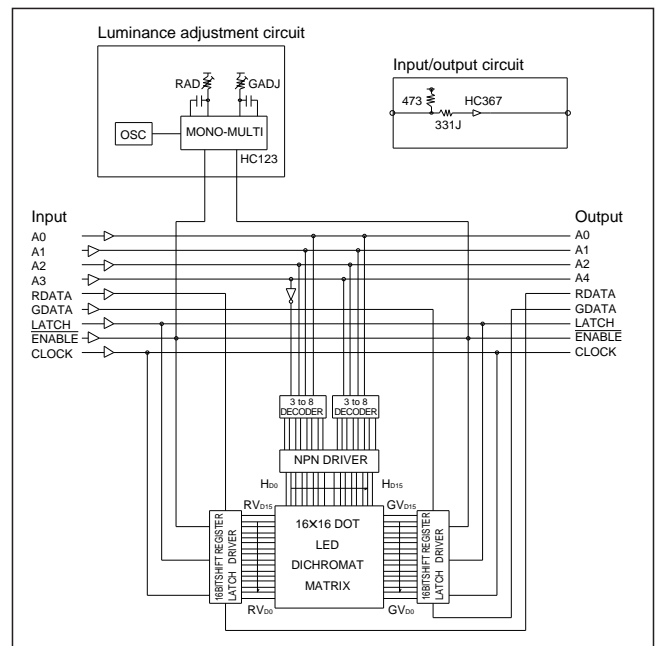 Luminance adjustment circuit
RAD
GADJ
OSC
MONO-MULTI
HC123
Input/output circuit
473
HC367
331J
Input
Output
A0
A0
A1
A1
A2
A2
A3
A4
RDATA
RDATA
GDATA
GDATA
LATCH
LATCH
ENABLE
ENABLE
CLOCK
CLOCK
3 to 8
DECODER
3 to 8
DECODER
NPN DRIVER
HD0
HD15
RVD15
GVD15
16BITSHIFT REGISTER
LATCH DRIVER
16×16 DOT
LED
DICHROMAT
MATRIX
16BITSHIFT REGISTER
LATCH DRIVER
RVD0
GVD0